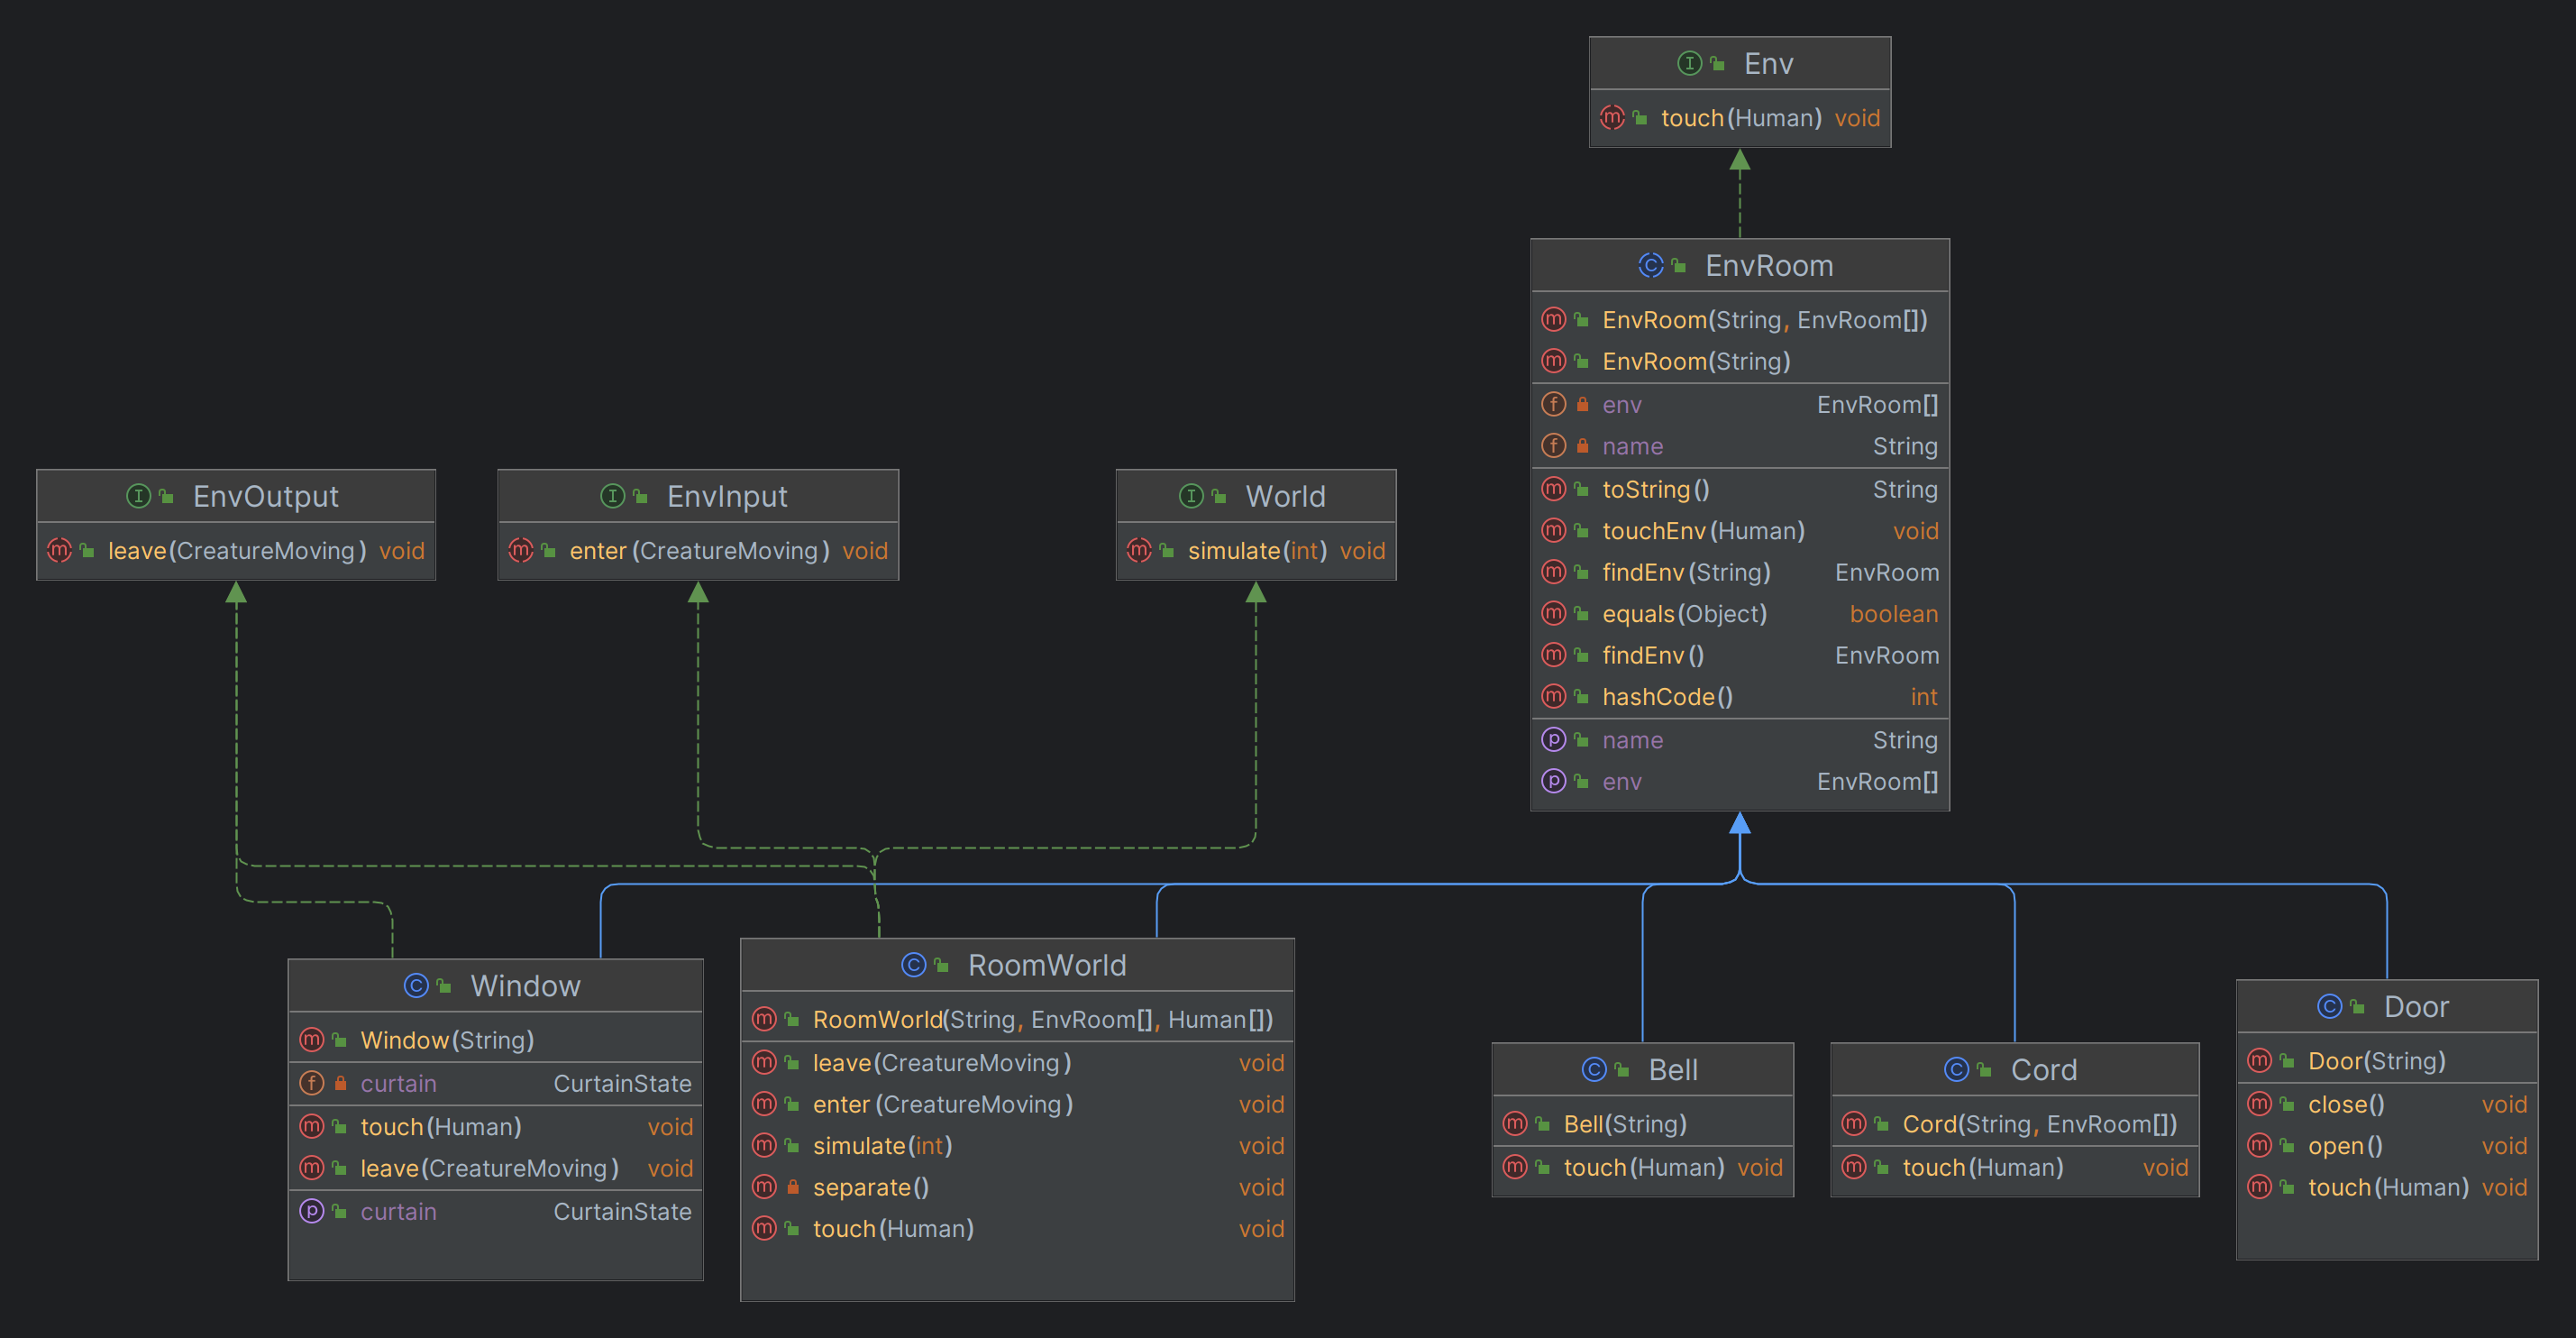 Env
touch(Human) void
EnvRoom
EnvRoom(String, EnvRoom[])
EnvRoom(String)
env EnvRoom[]
name String
toString() String
touchEnv(Human) void
findEnv(String) EnvRoom
equals(Object) boolean
findEnv() EnvRoom
hashCode() int
name String
env EnvRoom[]
EnvOutput
leave(CreatureMoving) void
EnvInput
enter(CreatureMoving) void
World
simulate(int) void
Window
Window(String)
curtain CurtainState
touch(Human) void
leave(CreatureMoving) void
curtain CurtainState
RoomWorld
RoomWorld(String, EnvRoom[], Human[])
leave(CreatureMoving) void
enter(CreatureMoving) void
simulate(int) void
separate() void
touch(Human) void
Bell
Bell(String)
touch(Human) void
Cord
Cord(String, EnvRoom[])
touch(Human) void
Door
Door(String)
close() void
open() void
touch(Human) void